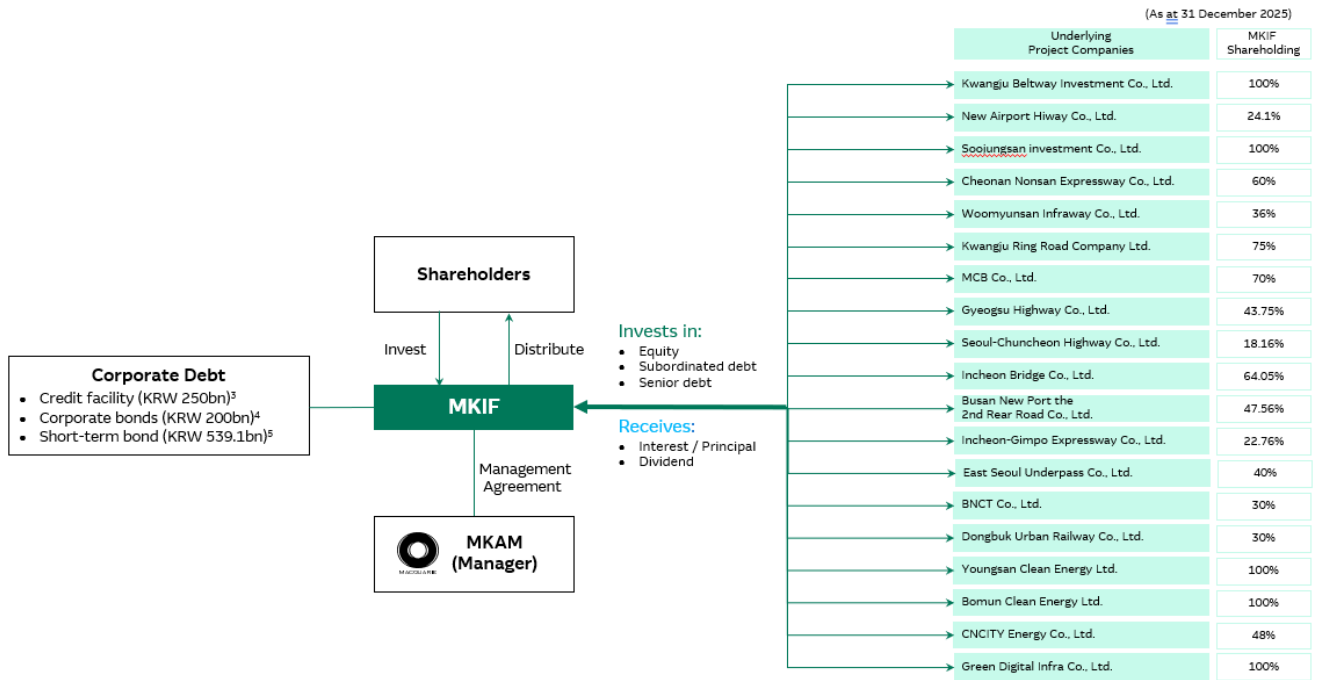 (As at 31 December 2025)
Underlying
Project Companies
MKIF
Shareholding
Kwangju Beltway Investment Co., Ltd.
100%
New Airport Hiway Co., Ltd.
24.1%
Soojungsan investment Co., Ltd.
100%
Cheonan Nonsan Expressway Co., Ltd.
60%
Woomyunsan Infraway Co., Ltd.
36%
Kwangju Ring Road Company Ltd.
75%
MCB Co., Ltd.
70%
Gyeogsu Highway Co., Ltd.
43.75%
Seoul-Chuncheon Highway Co., Ltd.
18.16%
Incheon Bridge Co., Ltd.
64.05%
Busan New Port the
2nd Rear Road Co., Ltd.
47.56%
Incheon-Gimpo Expressway Co., Ltd.
22.76%
East Seoul Underpass Co., Ltd.
40%
BNCT Co., Ltd.
30%
Dongbuk Urban Railway Co., Ltd.
30%
Youngsan Clean Energy Ltd.
100%
Bomun Clean Energy Ltd.
100%
CNCITY Energy Co., Ltd.
48%
Green Digital Infra Co., Ltd.
100%
Shareholders
Invest
Distribute
Corporate Debt
• Credit facility (KRW 250bn)³
• Corporate bonds (KRW 200bn)⁴
• Short-term bond (KRW 539.1bn)⁵
MKIF
Invests in:
• Equity
• Subordinated debt
• Senior debt
Receives:
• Interest / Principal
• Dividend
Management
Agreement
MACQUARIE
MKAM
(Manager)